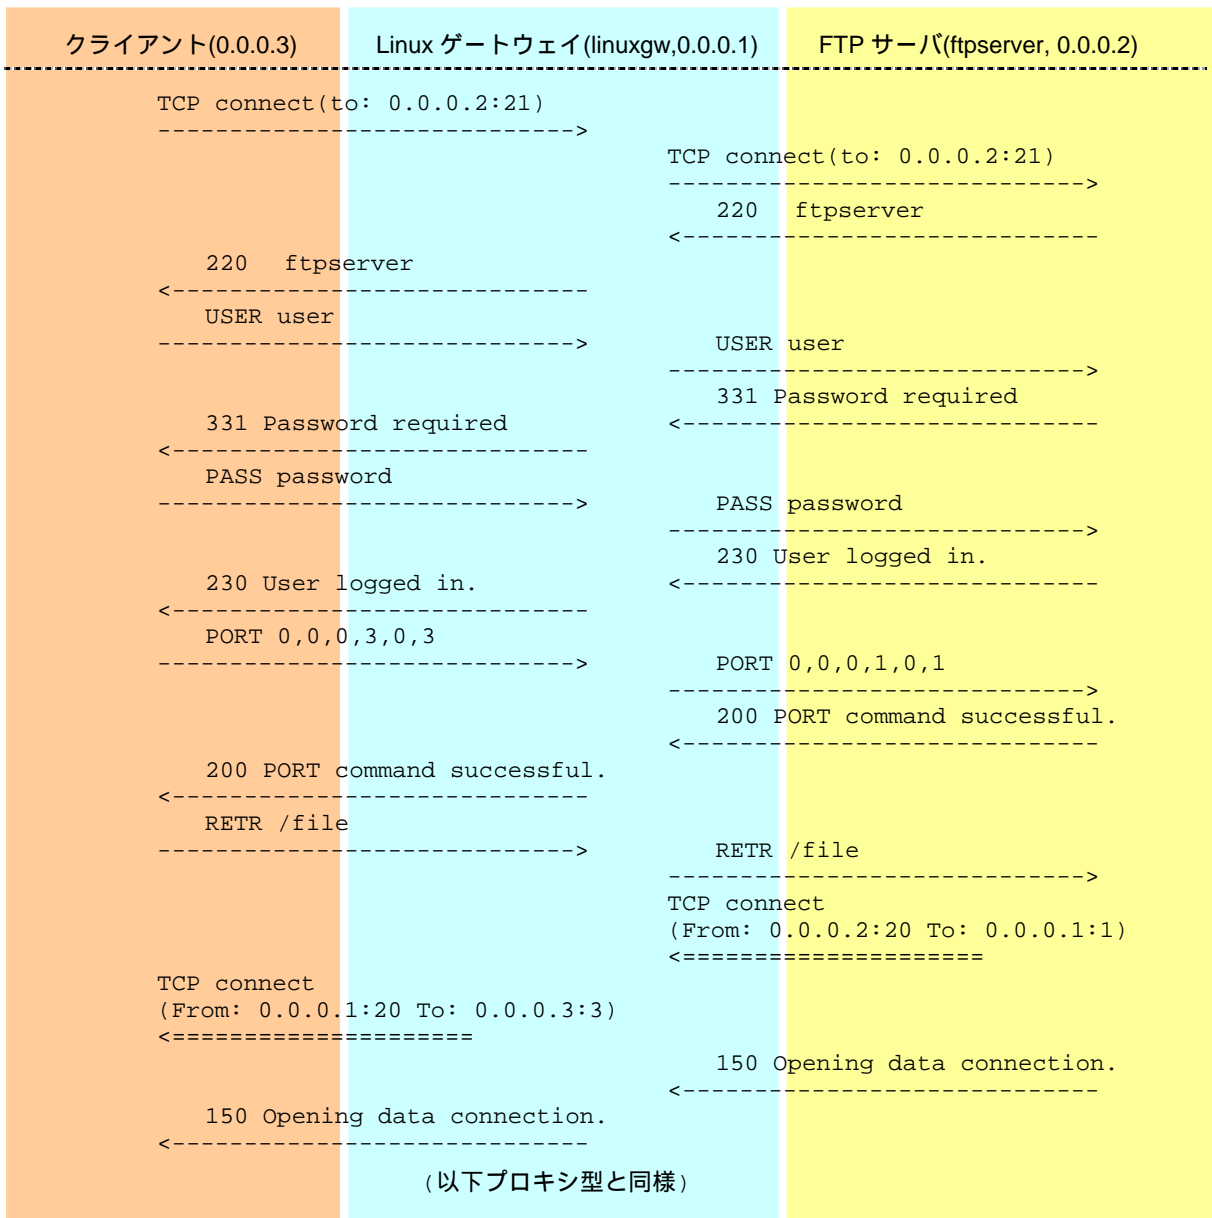 クライアント(0.0.0.3) Linux ゲートウェイ(linuxgw,0.0.0.1) FTP サーバ(ftpserver, 0.0.0.2)
TCP connect(to: 0.0.0.2:21)
----------------------------->
TCP connect(to: 0.0.0.2:21)
----------------------------->
220 ftpserver
<-----------------------------
220 ftpserver
<-----------------------------
USER user
----------------------------->
USER user
----------------------------->
331 Password required
<-----------------------------
331 Password required
<-----------------------------
PASS password
----------------------------->
PASS password
----------------------------->
230 User logged in.
<-----------------------------
230 User logged in.
<-----------------------------
PORT 0,0,0,3,0,3
----------------------------->
PORT 0,0,0,1,0,1
----------------------------->
200 PORT command successful.
<-----------------------------
200 PORT command successful.
<-----------------------------
RETR /file
----------------------------->
RETR /file
----------------------------->
TCP connect
(From: 0.0.0.2:20 To: 0.0.0.1:1)
<=====================
TCP connect
(From: 0.0.0.1:20 To: 0.0.0.3:3)
<=====================
150 Opening data connection.
<-----------------------------
150 Opening data connection.
<-----------------------------
(以下プロキシ型と同様)